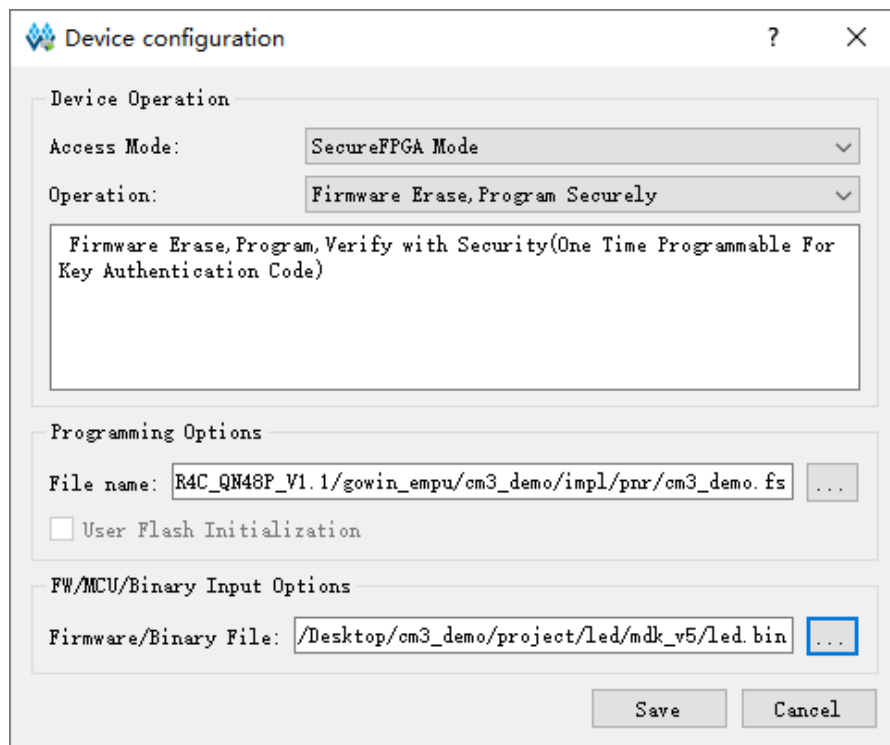 Device configuration
?
Device Operation
Access Mode:
SecureFPGA Mode
Operation:
Firmware Erase,Program Securely
Firmware Erase,Program,Verify with Security(One Time Programmable For
Key Authentication Code)
Programming Options
File name:
R4C_QN48P_V1.1/gowin_empu/cm3_demo/impl/pnr/cm3_demo.fs
...
User Flash Initialization
FW/MCU/Binary Input Options
Firmware/Binary File:
/Desktop/cm3_demo/project/led/mdk_v5/led.bin
...
Save
Cancel